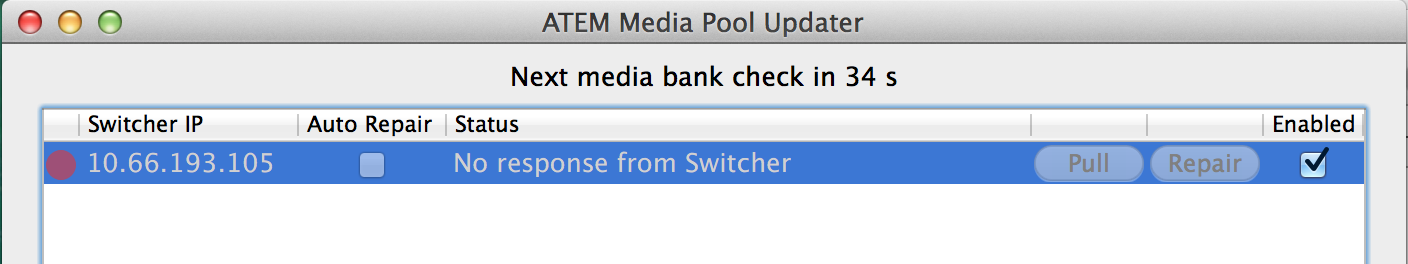 ATEM Media Pool Updater
Next media bank check in 34 s
Switcher IP Auto Repair Status Enabled
10.66.193.105 No response from Switcher Pull Repair